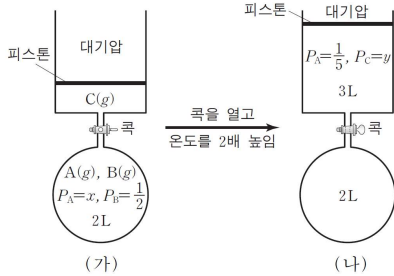 피스톤
대기압
C(g)
콕
A(g), B(g)
P_A=x, P_B=1/2
2L
(가)
콕을 열고
온도를 2배 높임
피스톤
대기압
P_A=1/5, P_C=y
3L
콕
2L
(나)